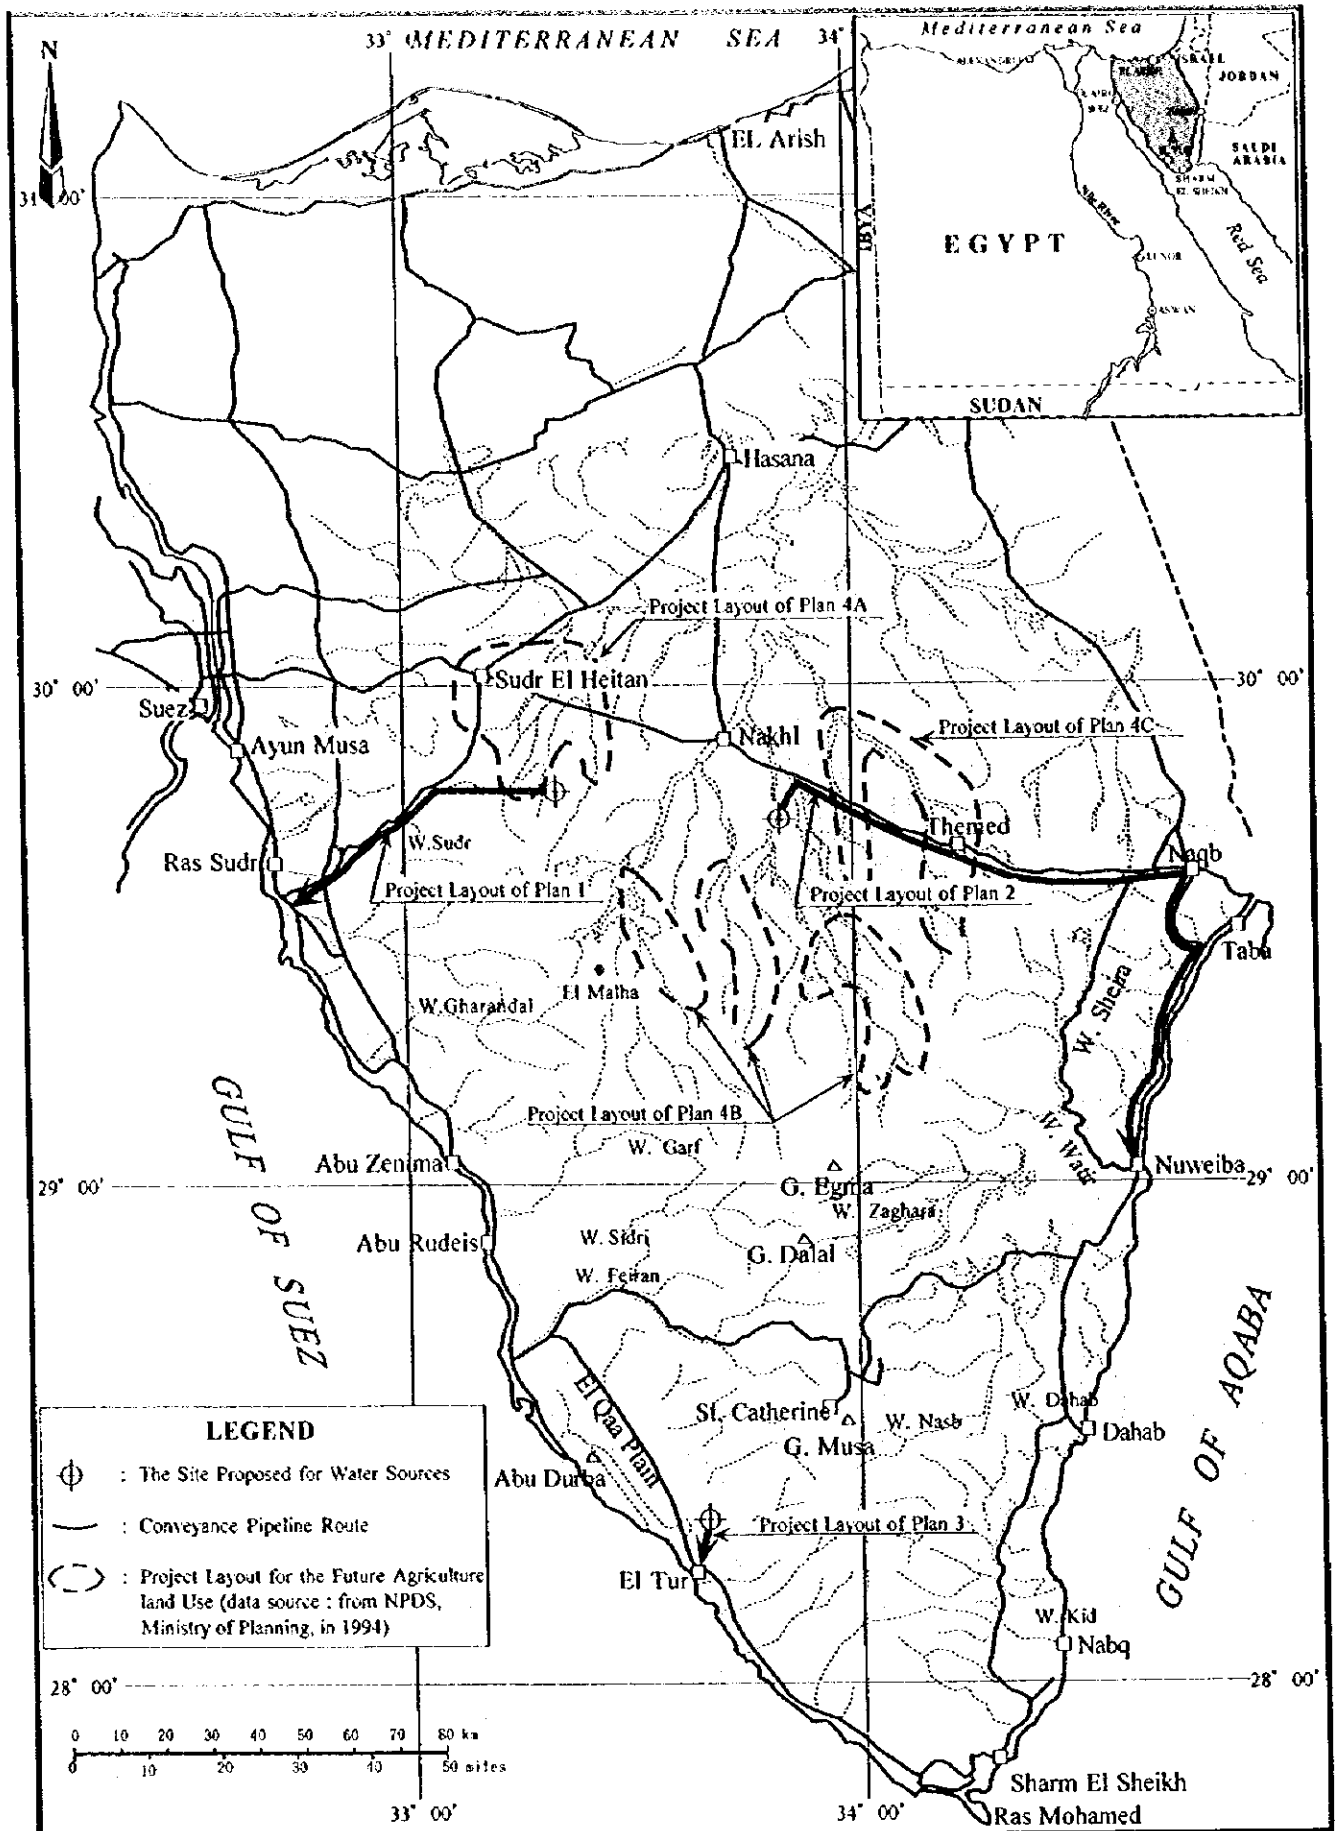 N
33°
MEDITERRANEAN SEA
34°
Mediterranean Sea
ISRAEL
JORDAN
SAUDI
ARABIA
SHARM
EL SHEIKH
Nile River
Red Sea
EGYPT
LUXOR
ASWAN
SUDAN
EL Arish
31° 00'
Hasana
Project Layout of Plan 4A
Sudr El Heitan
30° 00'
30° 00'
Suez
Ayun Musa
Nakhl
Project Layout of Plan 4C
Themed
Naqb
W.Sudr
Ras Sudr
Project Layout of Plan 1
Project Layout of Plan 2
Taba
El Malha
W.Gharandal
W. Sheira
GULF OF SUEZ
Project Layout of Plan 4B
W. Garf
W. Watir
Abu Zenima
G. Egma
Nuweiba
29° 00'
29° 00'
W. Zaghara
Abu Rudeis
W. Sidri
G. Dalal
W. Feiran
GULF OF AQABA
El Qaa Plain
St. Catherine
G. Musa
W. Nasb
W. Dahab
Dahab
Abu Durba
Project Layout of Plan 3
El Tur
W. Kid
Nabq
LEGEND
: The Site Proposed for Water Sources
: Conveyance Pipeline Route
: Project Layout for the Future Agriculture
land Use (data source : from NPDS,
Ministry of Planning, in 1994)
28° 00'
28° 00'
0 10 20 30 40 50 60 70 80 km
0 10 20 30 40 50 miles
33° 00'
34° 00'
Sharm El Sheikh
Ras Mohamed